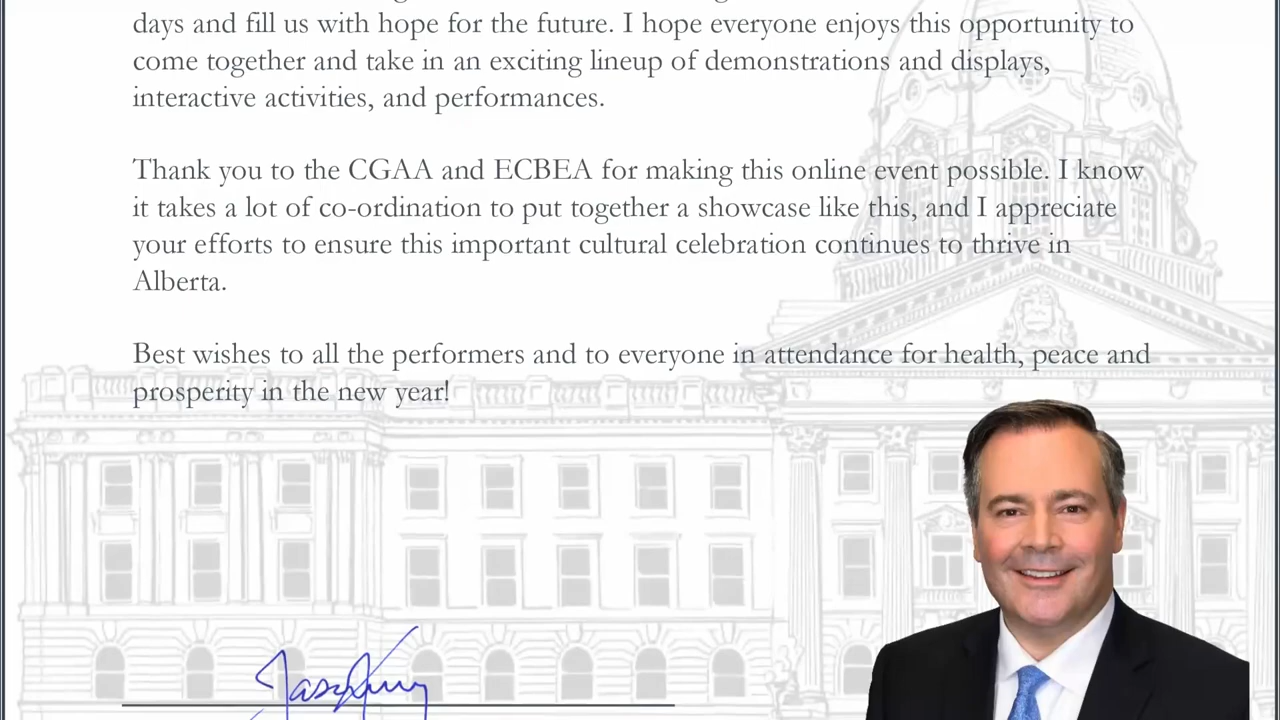 days and fill us with hope for the future. I hope everyone enjoys this opportunity to
come together and take in an exciting lineup of demonstrations and displays,
interactive activities, and performances.
Thank you to the CGAA and ECBEA for making this online event possible. I know
it takes a lot of co-ordination to put together a showcase like this, and I appreciate
your efforts to ensure this important cultural celebration continues to thrive in
Alberta.
Best wishes to all the performers and to everyone in attendance for health, peace and
prosperity in the new year!